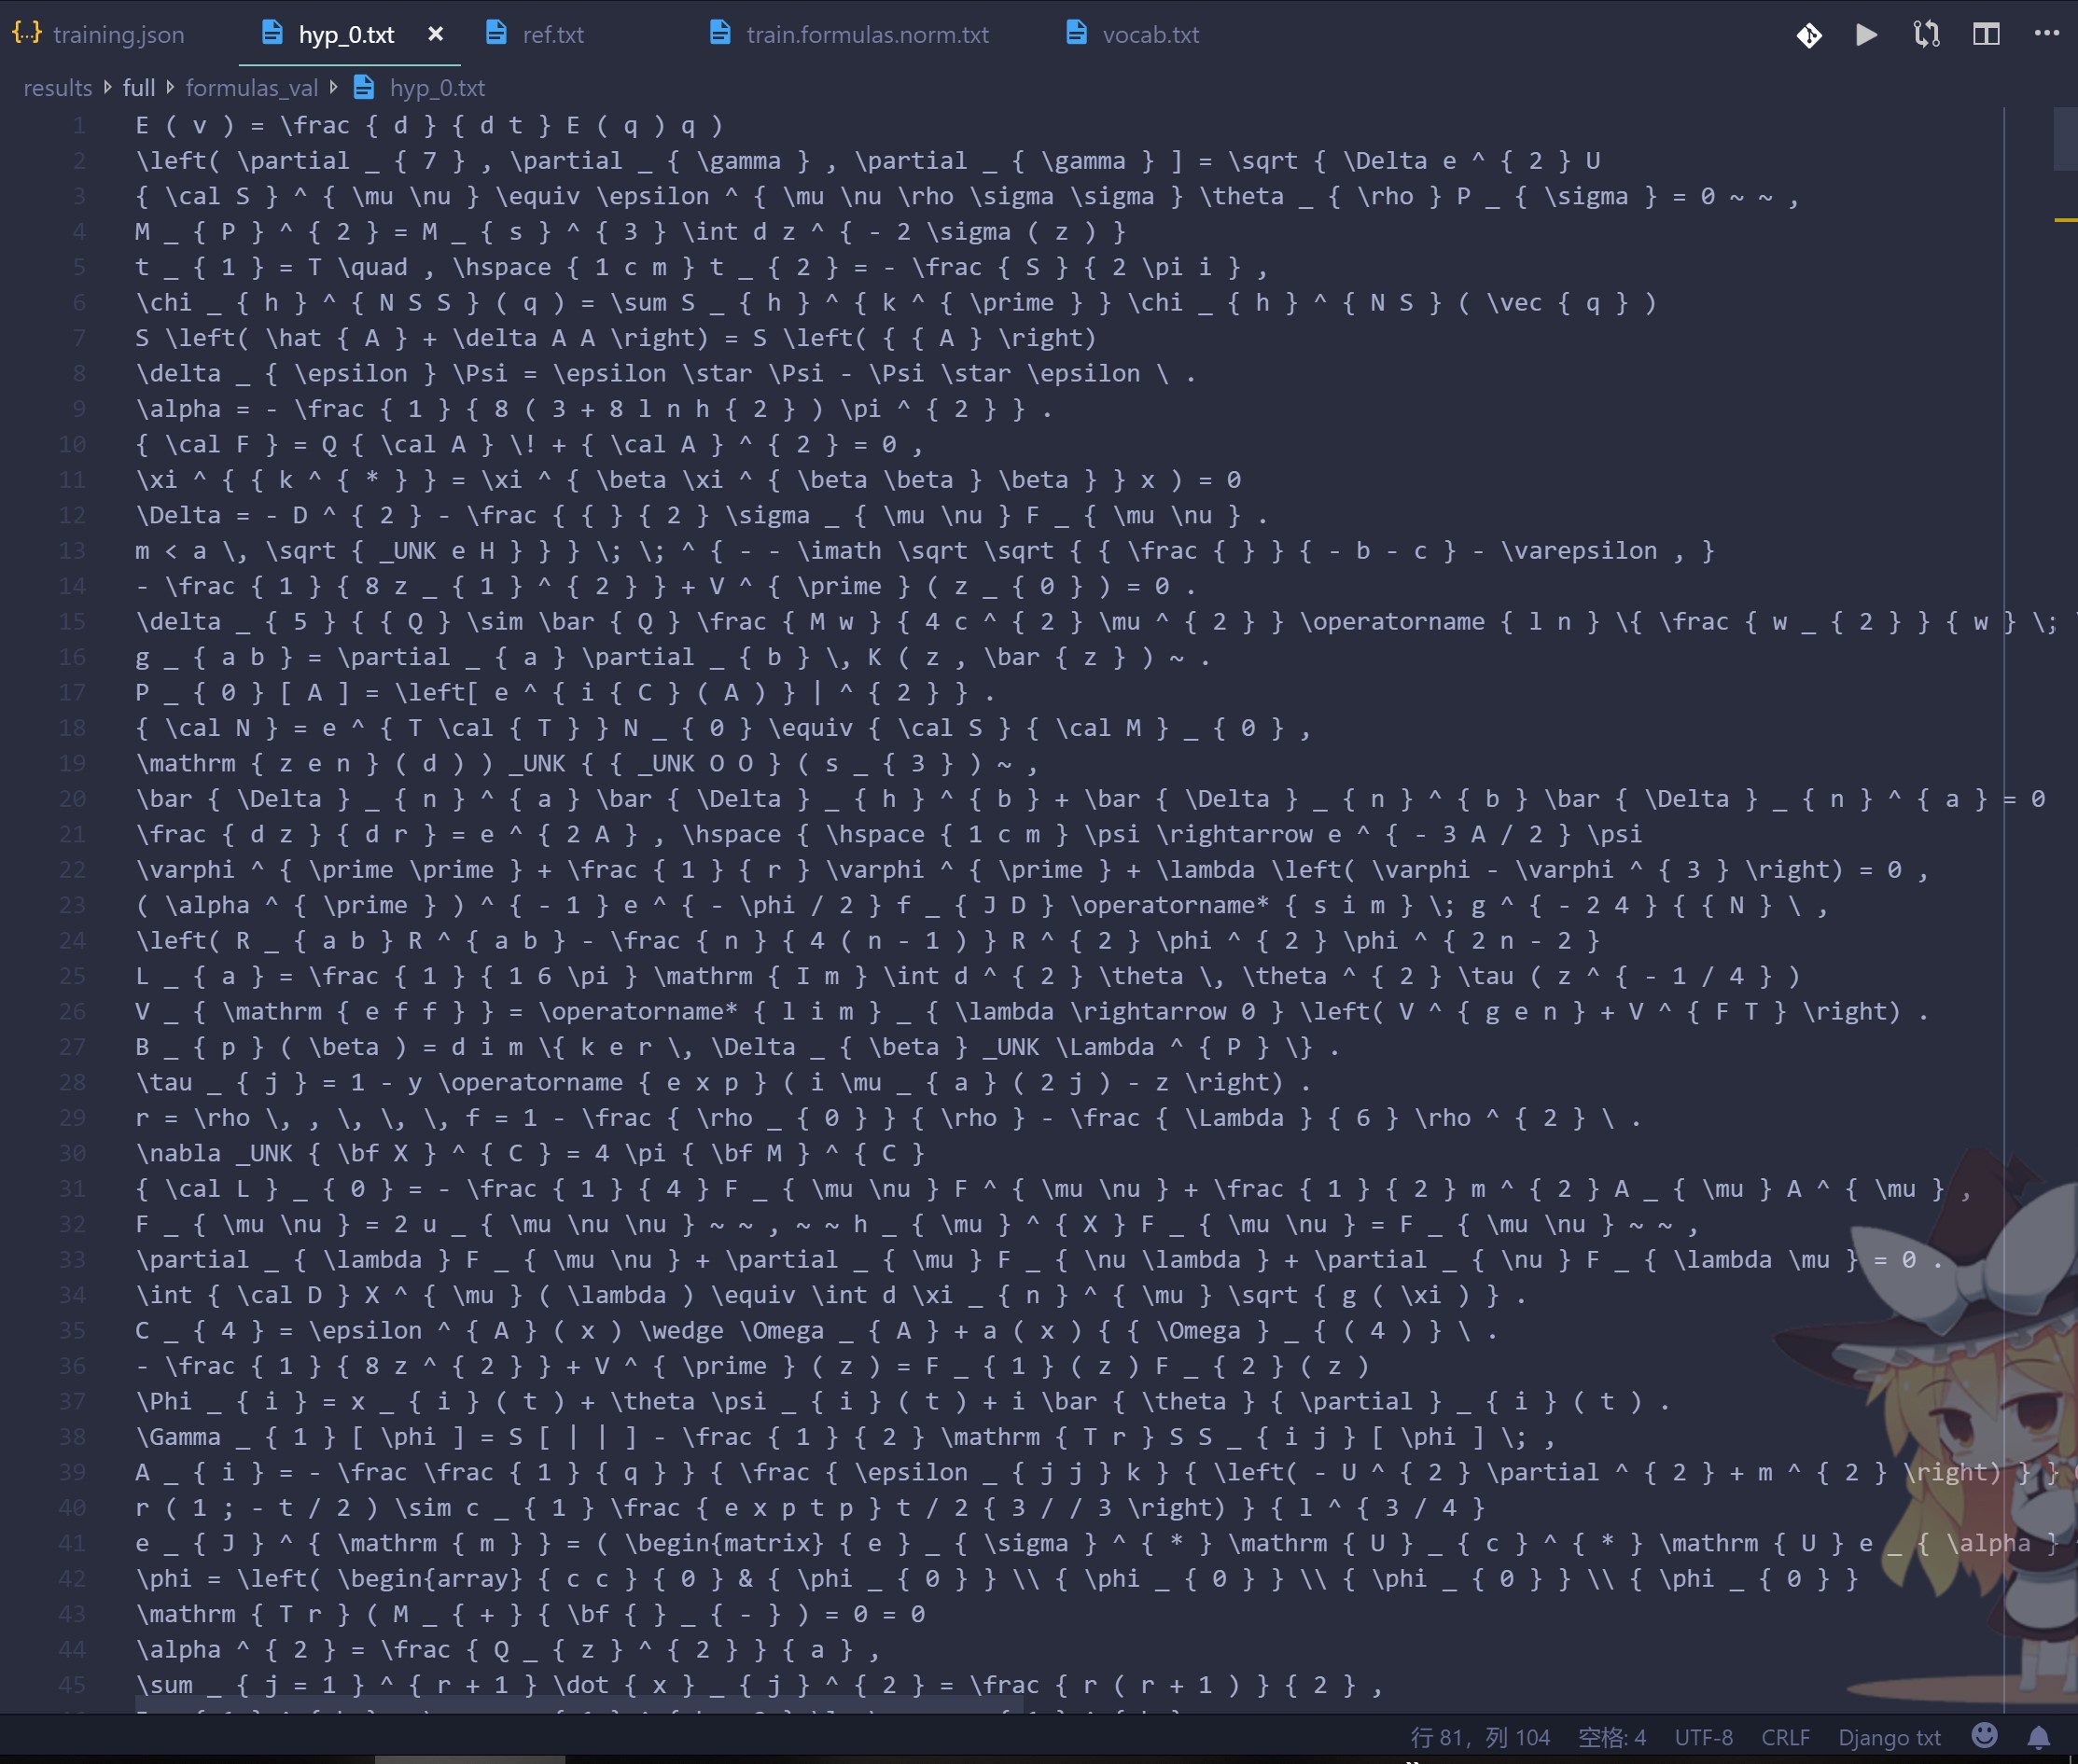 training.json hyp_0.txt ref.txt train.formulas.norm.txt vocab.txt
results full formulas_val hyp_0.txt
1 E ( v ) = \frac { d } { d t } E ( q ) q )
2 \left( \partial _ { 7 } , \partial _ { \gamma } , \partial _ { \gamma } ] = \sqrt { \Delta e ^ { 2 } U
3 { \cal S } ^ { \mu \nu } \equiv \epsilon ^ { \mu \nu \rho \sigma \sigma } \theta _ { \rho } P _ { \sigma } = 0 ~ ~ ,
4 M _ { P } ^ { 2 } = M _ { s } ^ { 3 } \int d z ^ { - 2 \sigma ( z ) }
5 t _ { 1 } = T \quad , \hspace { 1 c m } t _ { 2 } = - \frac { S } { 2 \pi i } ,
6 \chi _ { h } ^ { N S S } ( q ) = \sum S _ { h } ^ { k ^ { \prime } } \chi _ { h } ^ { N S } ( \vec { q } )
7 S \left( \hat { A } + \delta A A \right) = S \left( { { A } \right)
8 \delta _ { \epsilon } \Psi = \epsilon \star \Psi - \Psi \star \epsilon \ .
9 \alpha = - \frac { 1 } { 8 ( 3 + 8 l n h { 2 } ) \pi ^ { 2 } } .
10 { \cal F } = Q { \cal A } \! + { \cal A } ^ { 2 } = 0 ,
11 \xi ^ { { k ^ { * } } = \xi ^ { \beta \xi ^ { \beta \beta } \beta } } x ) = 0
12 \Delta = - D ^ { 2 } - \frac { { } { 2 } \sigma _ { \mu \nu } F _ { \mu \nu } .
13 m < a \, \sqrt { _UNK e H } } } \; \; ^ { - - \imath \sqrt \sqrt { { \frac { } } { - b - c } - \varepsilon , }
14 - \frac { 1 } { 8 z _ { 1 } ^ { 2 } } + V ^ { \prime } ( z _ { 0 } ) = 0 .
15 \delta _ { 5 } { { Q } \sim \bar { Q } \frac { M w } { 4 c ^ { 2 } \mu ^ { 2 } } \operatorname { l n } \{ \frac { w _ { 2 } } { w } \; \
16 g _ { a b } = \partial _ { a } \partial _ { b } \, K ( z , \bar { z } ) ~ .
17 P _ { 0 } [ A ] = \left[ e ^ { i { C } ( A ) } | ^ { 2 } } .
18 { \cal N } = e ^ { T \cal { T } } N _ { 0 } \equiv { \cal S } { \cal M } _ { 0 } ,
19 \mathrm { z e n } ( d ) ) _UNK { { _UNK O O } ( s _ { 3 } ) ~ ,
20 \bar { \Delta } _ { n } ^ { a } \bar { \Delta } _ { h } ^ { b } + \bar { \Delta } _ { n } ^ { b } \bar { \Delta } _ { n } ^ { a } = 0
21 \frac { d z } { d r } = e ^ { 2 A } , \hspace { \hspace { 1 c m } \psi \rightarrow e ^ { - 3 A / 2 } \psi
22 \varphi ^ { \prime \prime } + \frac { 1 } { r } \varphi ^ { \prime } + \lambda \left( \varphi - \varphi ^ { 3 } \right) = 0 ,
23 ( \alpha ^ { \prime } ) ^ { - 1 } e ^ { - \phi / 2 } f _ { J D } \operatorname* { s i m } \; g ^ { - 2 4 } { { N } \ ,
24 \left( R _ { a b } R ^ { a b } - \frac { n } { 4 ( n - 1 ) } R ^ { 2 } \phi ^ { 2 } \phi ^ { 2 n - 2 }
25 L _ { a } = \frac { 1 } { 1 6 \pi } \mathrm { I m } \int d ^ { 2 } \theta \, \theta ^ { 2 } \tau ( z ^ { - 1 / 4 } )
26 V _ { \mathrm { e f f } } = \operatorname* { l i m } _ { \lambda \rightarrow 0 } \left( V ^ { g e n } + V ^ { F T } \right) .
27 B _ { p } ( \beta ) = d i m \{ k e r \, \Delta _ { \beta } _UNK \Lambda ^ { P } \} .
28 \tau _ { j } = 1 - y \operatorname { e x p } ( i \mu _ { a } ( 2 j ) - z \right) .
29 r = \rho \, , \, \, \, f = 1 - \frac { \rho _ { 0 } } { \rho } - \frac { \Lambda } { 6 } \rho ^ { 2 } \ .
30 \nabla _UNK { \bf X } ^ { C } = 4 \pi { \bf M } ^ { C }
31 { \cal L } _ { 0 } = - \frac { 1 } { 4 } F _ { \mu \nu } F ^ { \mu \nu } + \frac { 1 } { 2 } m ^ { 2 } A _ { \mu } A ^ { \mu } ,
32 F _ { \mu \nu } = 2 u _ { \mu \nu \nu } ~ ~ , ~ ~ h _ { \mu } ^ { X } F _ { \mu \nu } = F _ { \mu \nu } ~ ~ ,
33 \partial _ { \lambda } F _ { \mu \nu } + \partial _ { \mu } F _ { \nu \lambda } + \partial _ { \nu } F _ { \lambda \mu } = 0 .
34 \int { \cal D } X ^ { \mu } ( \lambda ) \equiv \int d \xi _ { n } ^ { \mu } \sqrt { g ( \xi ) } .
35 C _ { 4 } = \epsilon ^ { A } ( x ) \wedge \Omega _ { A } + a ( x ) { { \Omega } _ { ( 4 ) } \ .
36 - \frac { 1 } { 8 z ^ { 2 } } + V ^ { \prime } ( z ) = F _ { 1 } ( z ) F _ { 2 } ( z )
37 \Phi _ { i } = x _ { i } ( t ) + \theta \psi _ { i } ( t ) + i \bar { \theta } { \partial } _ { i } ( t ) .
38 \Gamma _ { 1 } [ \phi ] = S [ | | ] - \frac { 1 } { 2 } \mathrm { T r } S S _ { i j } [ \phi ] \; ,
39 A _ { i } = - \frac \frac { 1 } { q } } { \frac { \epsilon _ { j j } k } { \left( - U ^ { 2 } \partial ^ { 2 } + m ^ { 2 } \right) } }
40 r ( 1 ; - t / 2 ) \sim c _ { 1 } \frac { e x p t p } t / 2 { 3 / / 3 \right) } { l ^ { 3 / 4 }
41 e _ { J } ^ { \mathrm { m } } = ( \begin{matrix} { e } _ { \sigma } ^ { * } \mathrm { U } _ { c } ^ { * } \mathrm { U } e _ { \alpha }
42 \phi = \left( \begin{array} { c c } { 0 } & { \phi _ { 0 } } \\ { \phi _ { 0 } } \\ { \phi _ { 0 } } \\ { \phi _ { 0 } }
43 \mathrm { T r } ( M _ { + } { \bf { } _ { - } ) = 0 = 0
44 \alpha ^ { 2 } = \frac { Q _ { z } ^ { 2 } } { a } ,
45 \sum _ { j = 1 } ^ { r + 1 } \dot { x } _ { j } ^ { 2 } = \frac { r ( r + 1 ) } { 2 } ,
行 81，列 104 空格: 4 UTF-8 CRLF Django txt